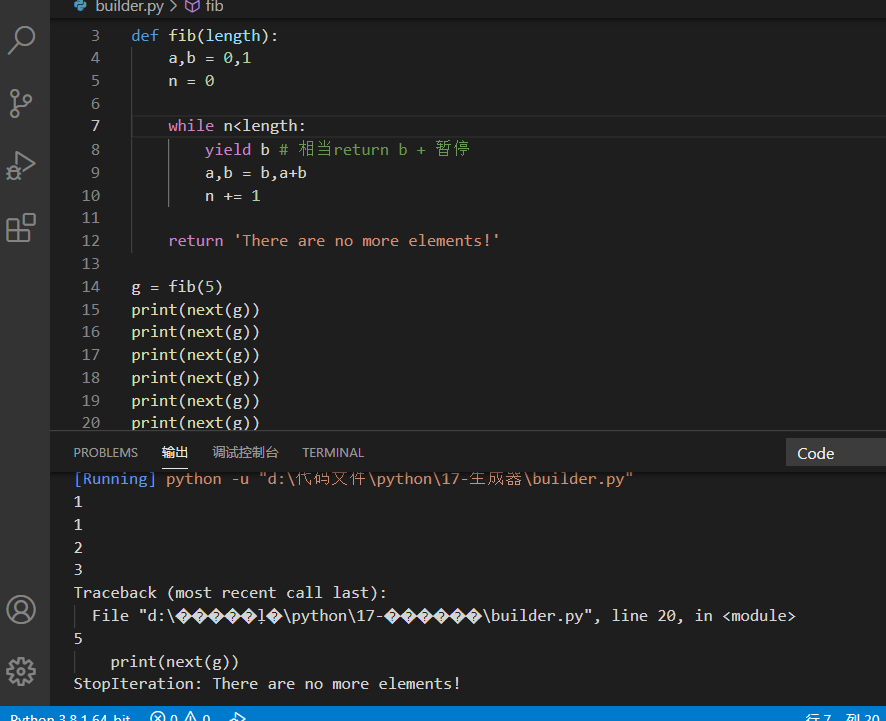 builder.py > fib
3 def fib(length):
4 a,b = 0,1
5 n = 0
6
7 while n<length:
8 yield b # 相当return b + 暂停
9 a,b = b,a+b
10 n += 1
11
12 return 'There are no more elements!'
13
14 g = fib(5)
15 print(next(g))
16 print(next(g))
17 print(next(g))
18 print(next(g))
19 print(next(g))
20 print(next(g))
PROBLEMS 输出 调试控制台 TERMINAL Code
[Running] python -u "d:\代码文件\python\17-生成器\builder.py"
1
1
2
3
Traceback (most recent call last):
File "d:\�����ļ�\python\17-������\builder.py", line 20, in <module>
5
print(next(g))
StopIteration: There are no more elements!
Python 3.8.1 64-bit 0 0 行 7, 列 20